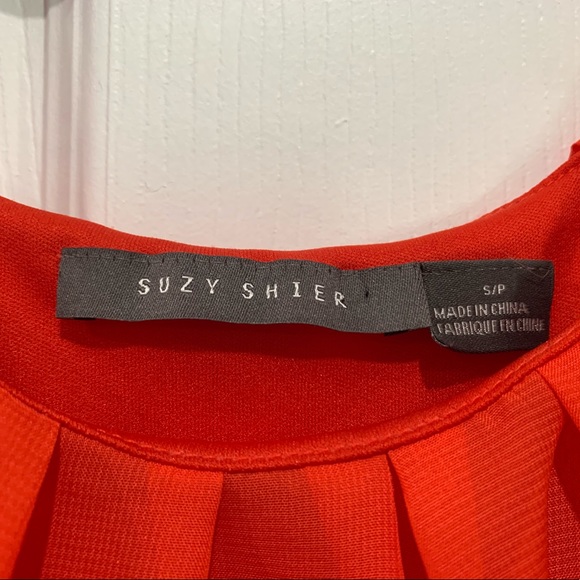 SUZY SHIER
S/P
MADE IN CHINA
FABRIQUE EN CHINE